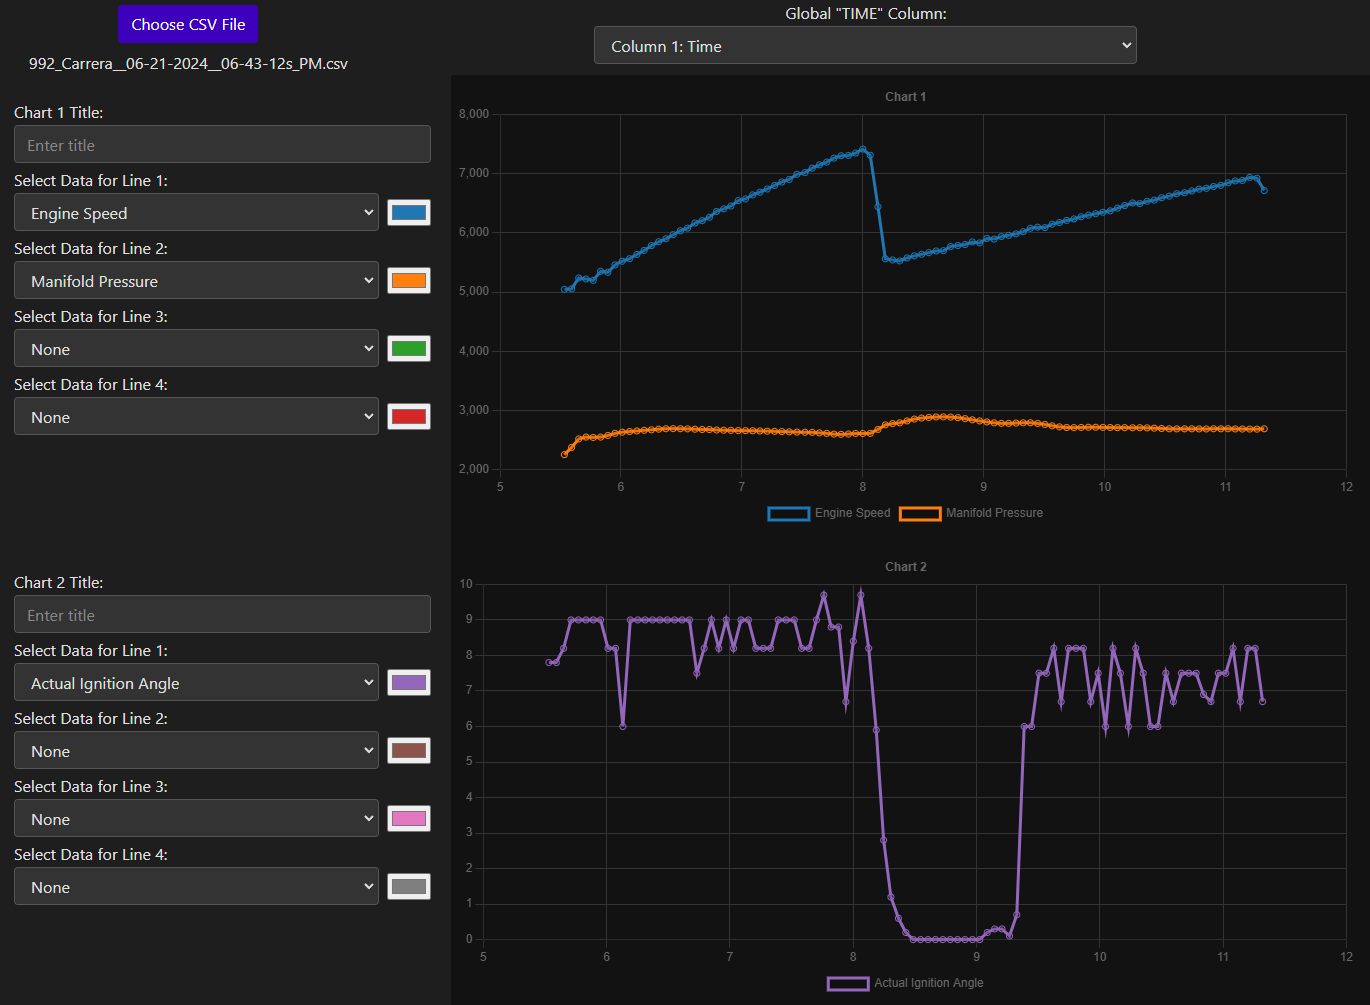 Choose CSV File
992_Carrera__06-21-2024__06-43-12s_PM.csv
Global "TIME" Column:
Column 1: Time
Chart 1 Title:
Enter title
Select Data for Line 1:
Engine Speed
Select Data for Line 2:
Manifold Pressure
Select Data for Line 3:
None
Select Data for Line 4:
None
Chart 1
8,000
7,000
6,000
5,000
4,000
3,000
2,000
5 6 7 8 9 10 11 12
Engine Speed Manifold Pressure
Chart 2 Title:
Enter title
Select Data for Line 1:
Actual Ignition Angle
Select Data for Line 2:
None
Select Data for Line 3:
None
Select Data for Line 4:
None
Chart 2
10
9
8
7
6
5
4
3
2
1
0
5 6 7 8 9 10 11 12
Actual Ignition Angle